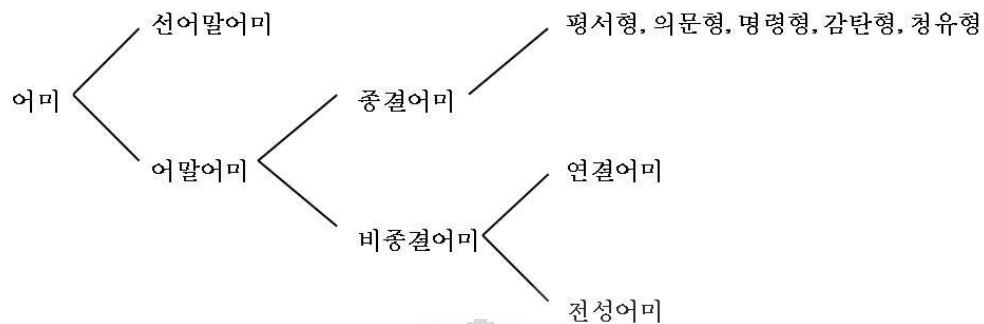 선어말어미
평서형, 의문형, 명령형, 감탄형, 청유형
어미
종결어미
어말어미
연결어미
비종결어미
전성어미